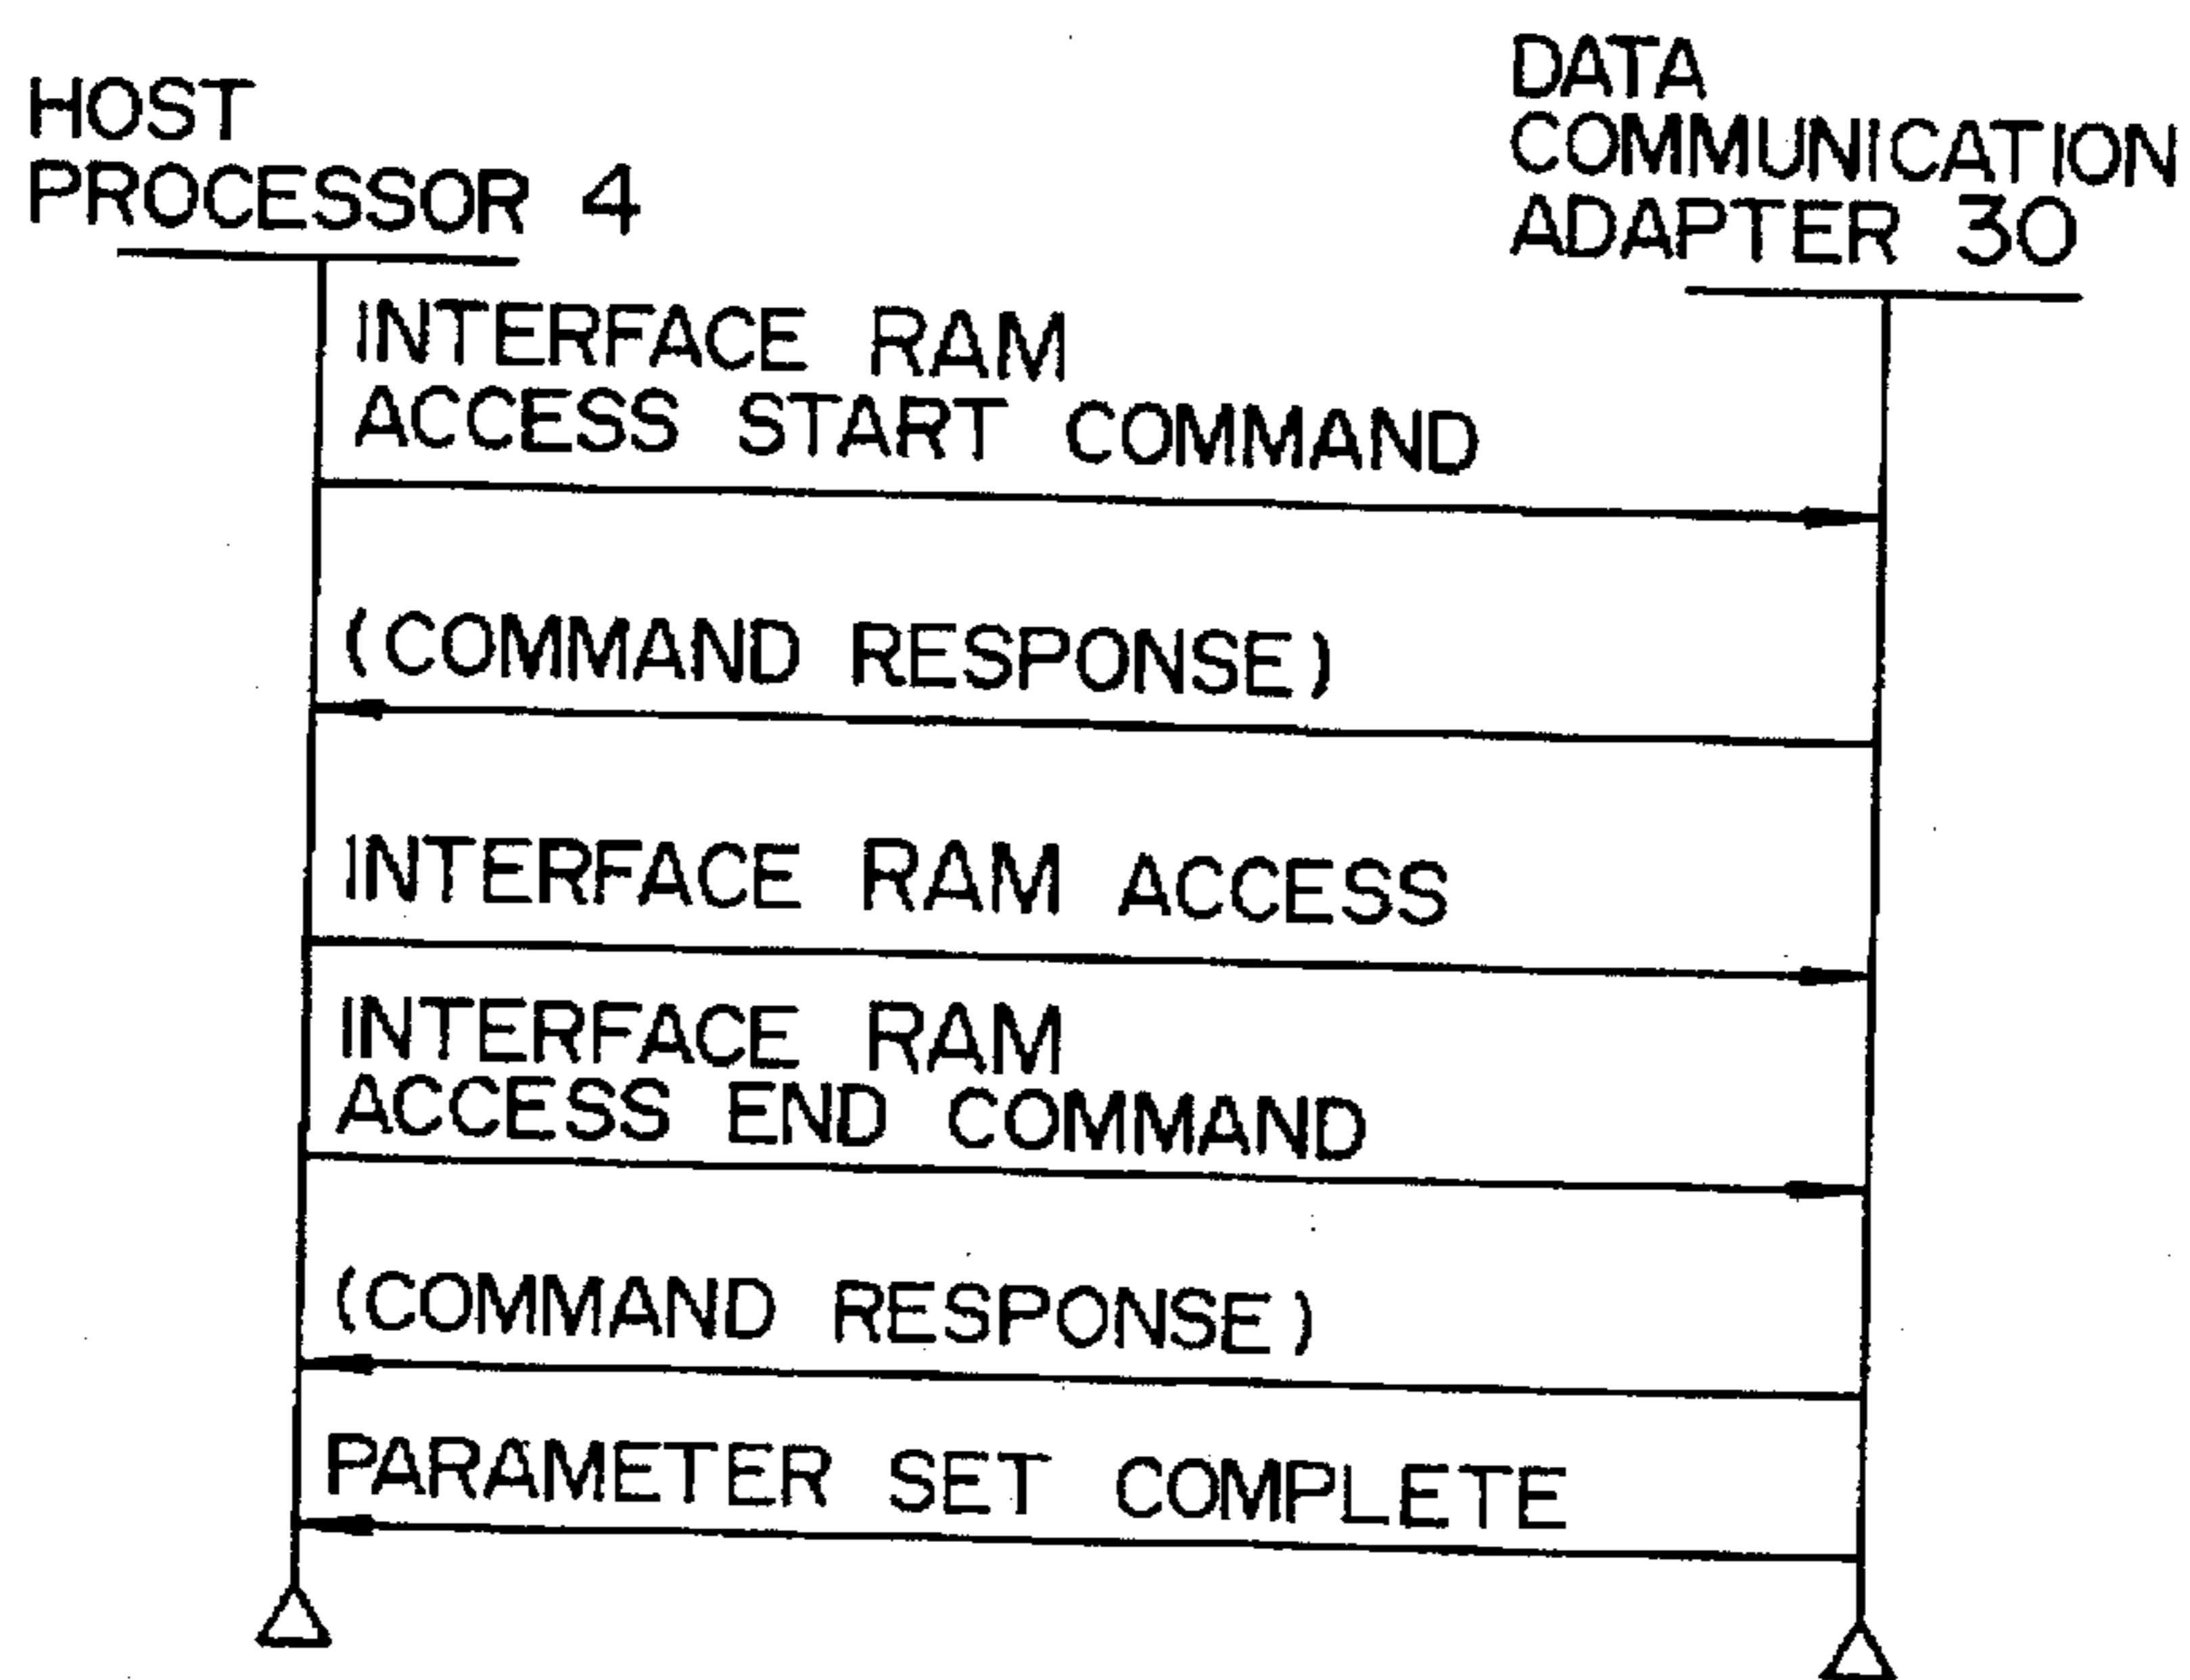 HOST
PROCESSOR 4
DATA
COMMUNICATION
ADAPTER 30
INTERFACE RAM
ACCESS START COMMAND
(COMMAND RESPONSE)
INTERFACE RAM ACCESS
INTERFACE RAM
ACCESS END COMMAND
(COMMAND RESPONSE)
PARAMETER SET COMPLETE